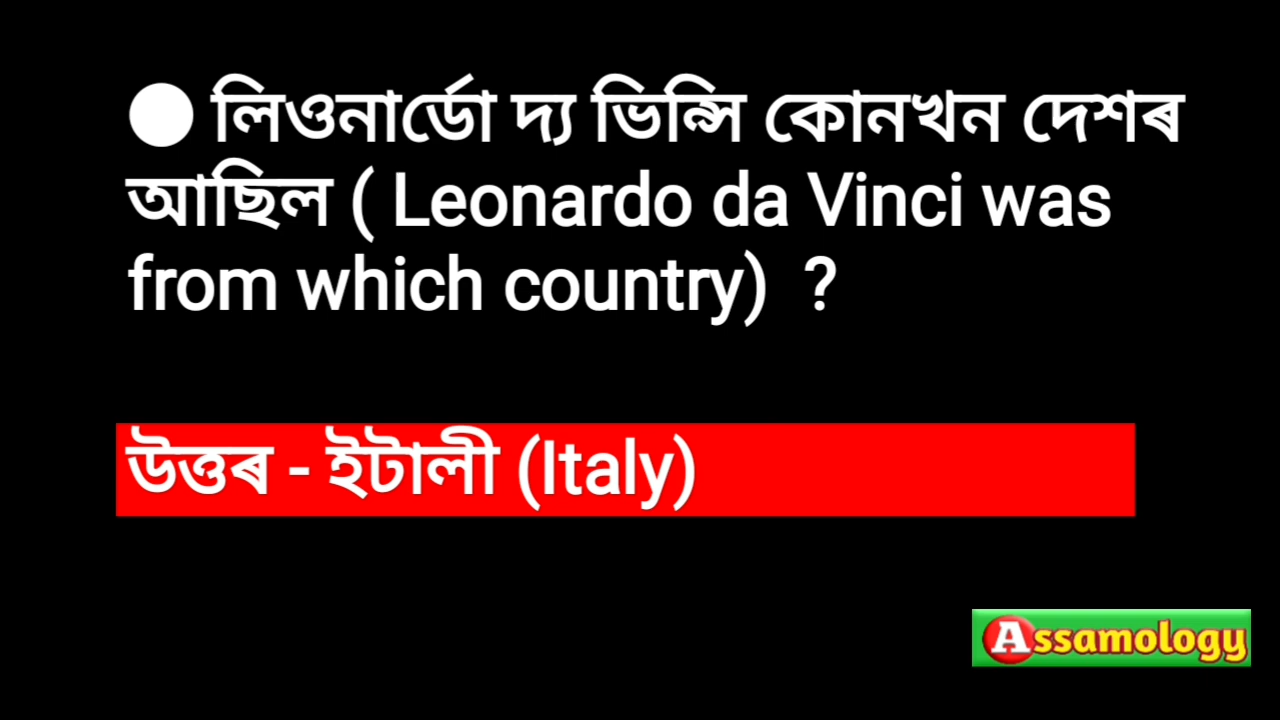 ● লিওনাৰ্ডো দ্য ভিন্সি কোনখন দেশৰ
আছিল ( Leonardo da Vinci was
from which country) ?
উত্তৰ - ইটালী (Italy)
Assamology